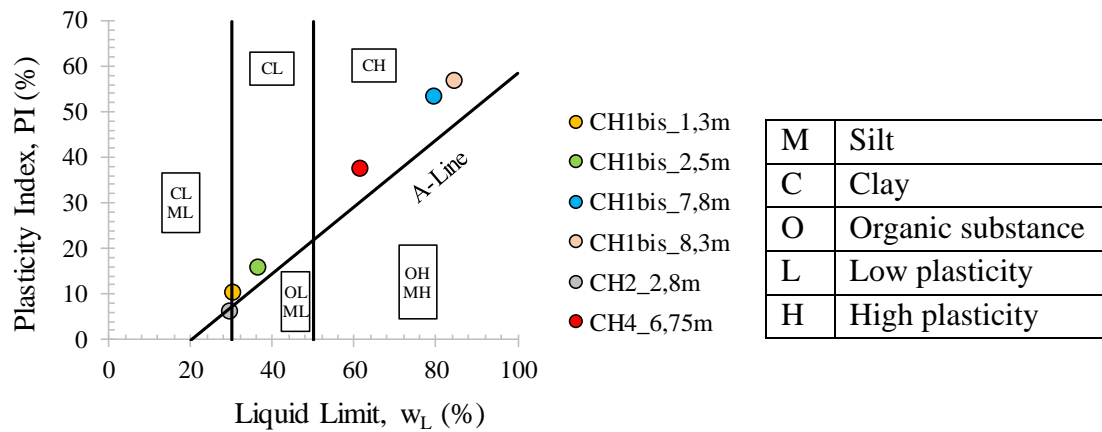 Plasticity Index, PI (%)
70
60
50
40
30
20
10
0
CL
ML
CL
CH
A-Line
OL
ML
OH
MH
0 20 40 60 80 100
Liquid Limit, wL (%)
CH1bis_1,3m
CH1bis_2,5m
CH1bis_7,8m
CH1bis_8,3m
CH2_2,8m
CH4_6,75m
M Silt
C Clay
O Organic substance
L Low plasticity
H High plasticity